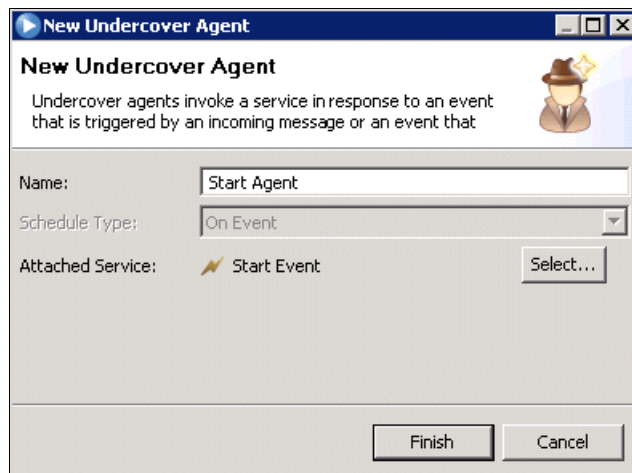 New Undercover Agent
New Undercover Agent
Undercover agents invoke a service in response to an event
that is triggered by an incoming message or an event that
Name: Start Agent
Schedule Type: On Event
Attached Service: Start Event Select...
Finish Cancel